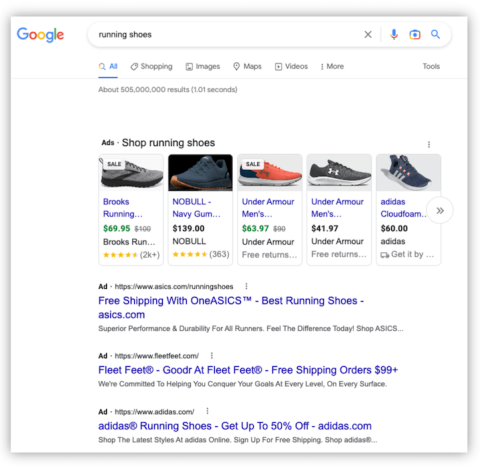 Google
running shoes
All Shopping Images Maps Videos More Tools
About 505,000,000 results (1.01 seconds)
Ads · Shop running shoes
SALE SALE
Brooks NOBULL - Under Armour Under Armour adidas
Running... Navy Gum... Men's... Men's... Cloudfoam...
$69.95 $100 $139.00 $63.97 $90 $41.97 $60.00
Brooks Run... NOBULL Under Armour Under Armour adidas
(2k+) (363) Free returns... Free returns... Get it by ...
Ad · https://www.asics.com/runningshoes
Free Shipping With OneASICS™ - Best Running Shoes -
asics.com
Superior Performance & Durability For All Runners. Feel The Difference Today! Shop ASICS...
Ad · https://www.fleetfeet.com/
Fleet Feet® - Goodr At Fleet Feet® - Free Shipping Orders $99+
We're Committed To Helping You Conquer Your Goals At Every Level, On Every Surface.
Ad · https://www.adidas.com/
adidas® Running Shoes - Get Up To 50% Off - adidas.com
Shop The Latest Styles At adidas Online. Sign Up For Free Shipping. Shop adidas®...